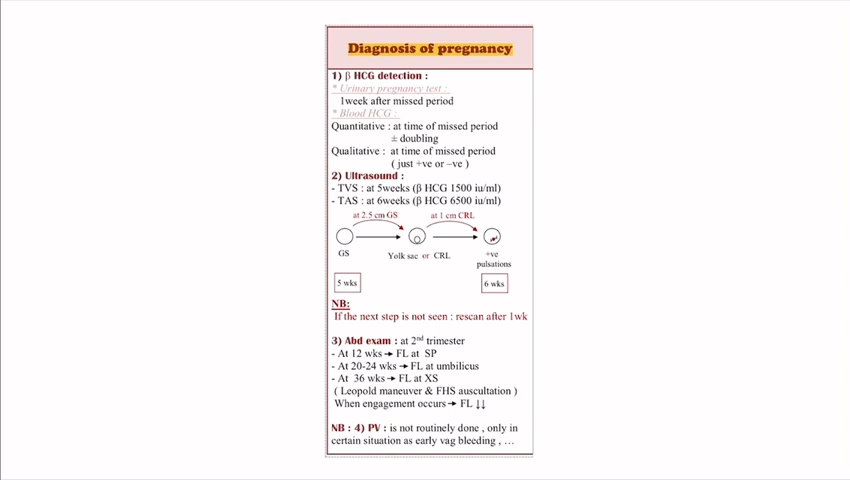 Diagnosis of pregnancy
1) β HCG detection :
* Urinary pregnancy test :
1week after missed period
* Blood HCG :
Quantitative : at time of missed period
± doubling
Qualitative : at time of missed period
( just +ve or –ve )
2) Ultrasound :
- TVS : at 5weeks (β HCG 1500 iu/ml)
- TAS : at 6weeks (β HCG 6500 iu/ml)
at 2.5 cm GS at 1 cm CRL
GS Yolk sac or CRL +ve
pulsations
5 wks 6 wks
NB:
If the next step is not seen : rescan after 1wk
3) Abd exam : at 2nd trimester
- At 12 wks → FL at SP
- At 20-24 wks → FL at umbilicus
- At 36 wks → FL at XS
( Leopold maneuver & FHS auscultation )
When engagement occurs → FL ↓↓
NB : 4) PV : is not routinely done , only in
certain situation as early vag bleeding , …